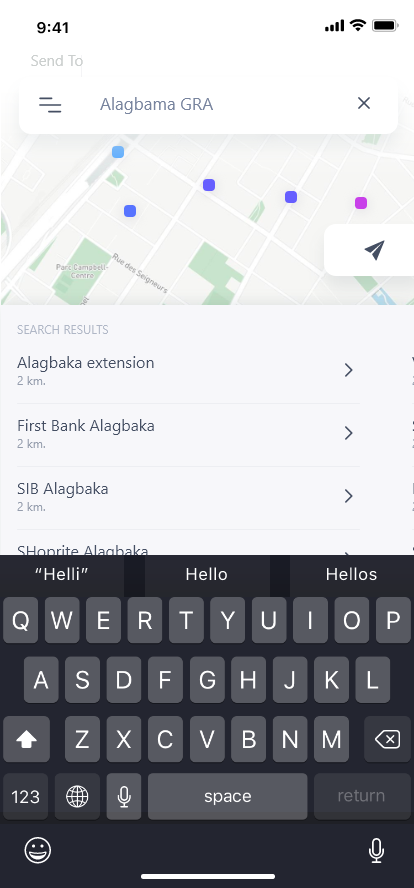 9:41
Send To
Alagbama GRA
Parc Campbell-
Centre
Rue des Seigneurs
SEARCH RESULTS
Alagbaka extension
2 km.
First Bank Alagbaka
2 km.
SIB Alagbaka
2 km.
SHoprite Alagbaka
“Helli” Hello Hellos
Q W E R T Y U I O P
A S D F G H J K L
Z X C V B N M
123 space return